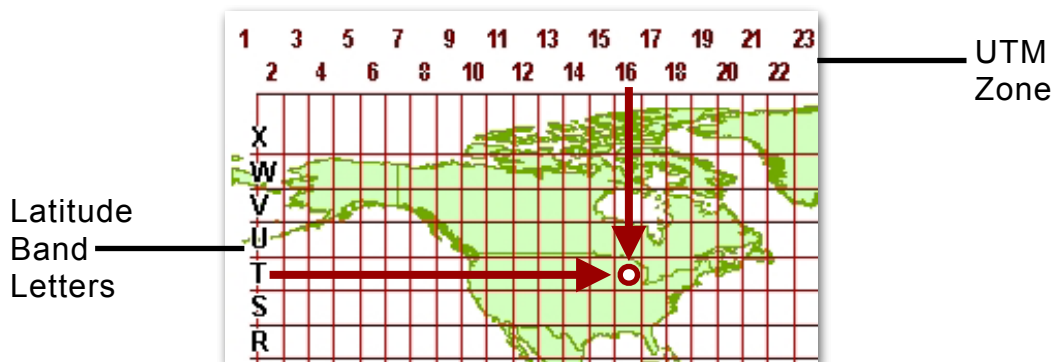 1 3 5 7 9 11 13 15 17 19 21 23
2 4 6 8 10 12 14 16 18 20 22
UTM
Zone
X
W
V
Latitude
Band
Letters
U
T
S
R